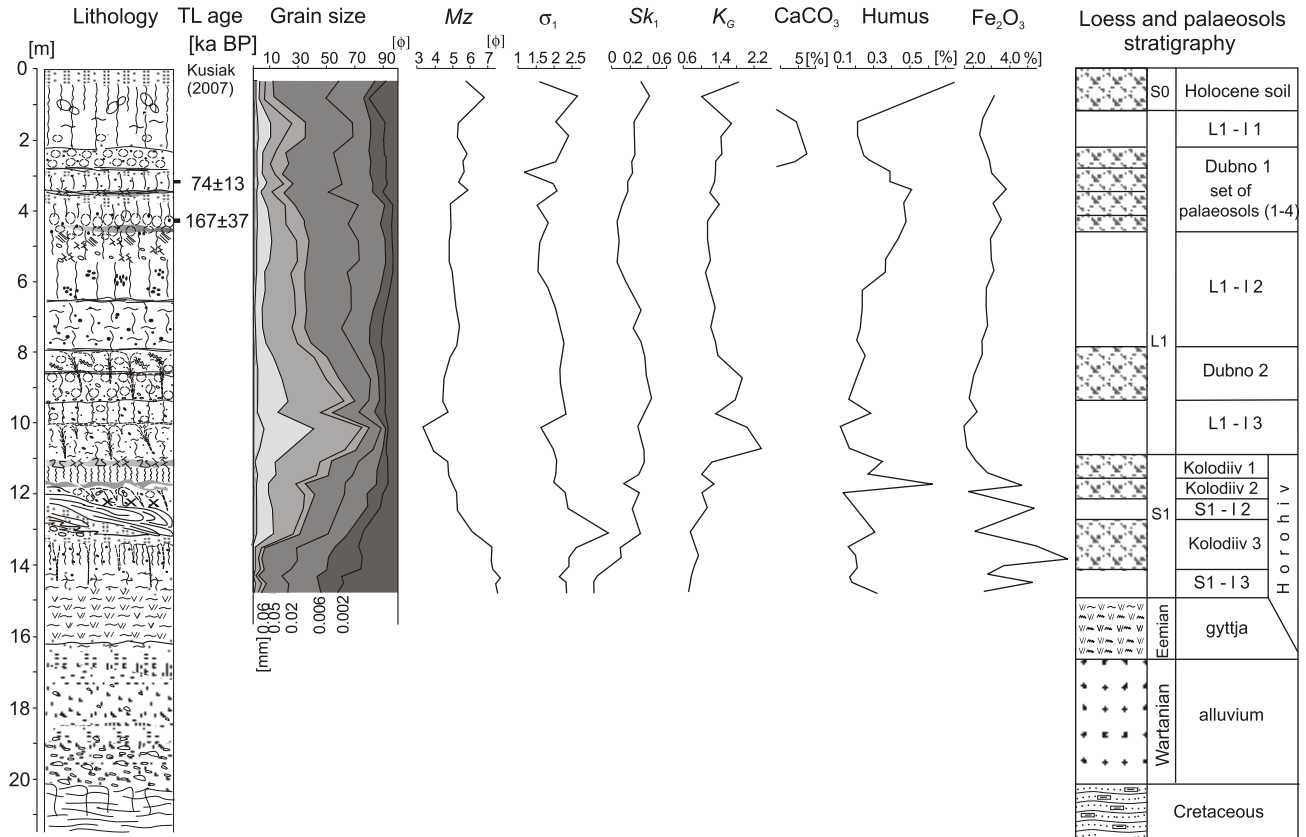 Lithology TL age Grain size Mz σ1 Sk1 KG CaCO3 Humus Fe2O3 Loess and palaeosols
stratigraphy
[m] [ka BP] [ϕ] [ϕ]
10 30 50 70 90 3 4 5 6 7 1 1.5 2 2.5 0 0.2 0.6 0.6 1.4 2.2 5 [%] 0.1 0.3 [%] 2.0 4.0 %]
Kusiak
(2007)
0
2
4
6
8
10
12
14
16
18
20
74±13
167±37
0.06
0.05
0.02
0.006
0.002
[mm]
S0 Holocene soil
L1 - l 1
Dubno 1
set of
palaeosols (1-4)
L1 - l 2
L1
Dubno 2
L1 - l 3
Kolodiiv 1
Kolodiiv 2
S1 - l 2
S1
Kolodiiv 3
S1 - l 3
Horohiv
Eemian gyttja
Wartanian alluvium
Cretaceous